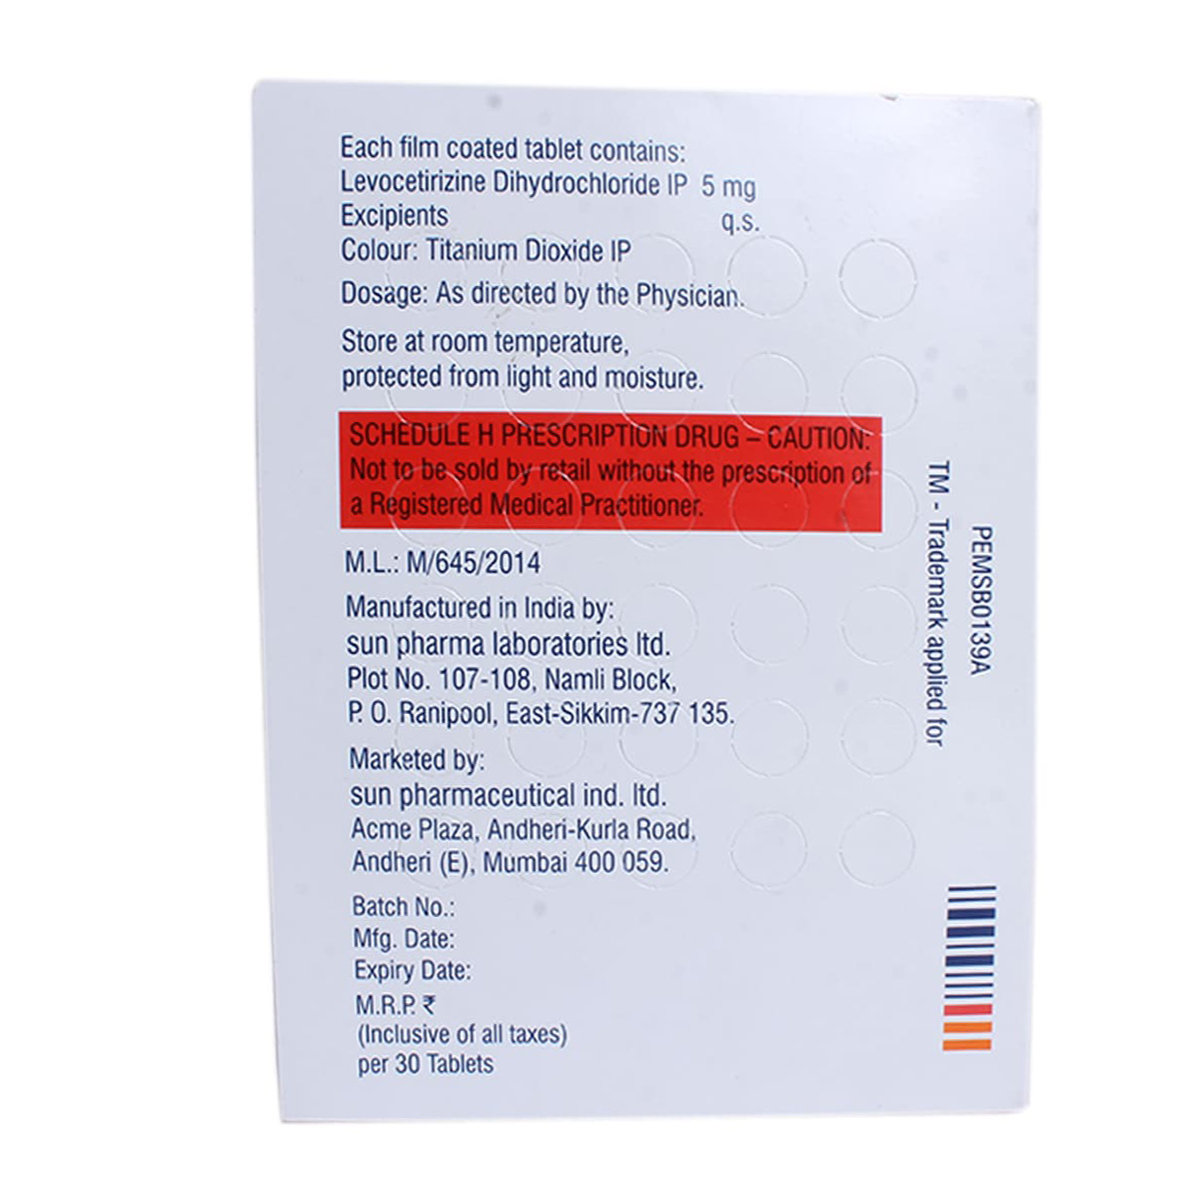 Each film coated tablet contains:
Levocetirizine Dihydrochloride IP 5 mg
Excipients q.s.
Colour: Titanium Dioxide IP
Dosage: As directed by the Physician.
Store at room temperature,
protected from light and moisture.
SCHEDULE H PRESCRIPTION DRUG – CAUTION:
Not to be sold by retail without the prescription of
a Registered Medical Practitioner.
M.L.: M/645/2014
Manufactured in India by:
sun pharma laboratories ltd.
Plot No. 107-108, Namli Block,
P. O. Ranipool, East-Sikkim-737 135.
Marketed by:
sun pharmaceutical ind. ltd.
Acme Plaza, Andheri-Kurla Road,
Andheri (E), Mumbai 400 059.
Batch No.:
Mfg. Date:
Expiry Date:
M.R.P. ₹
(Inclusive of all taxes)
per 30 Tablets
TM - Trademark applied for
PEMSB0139A